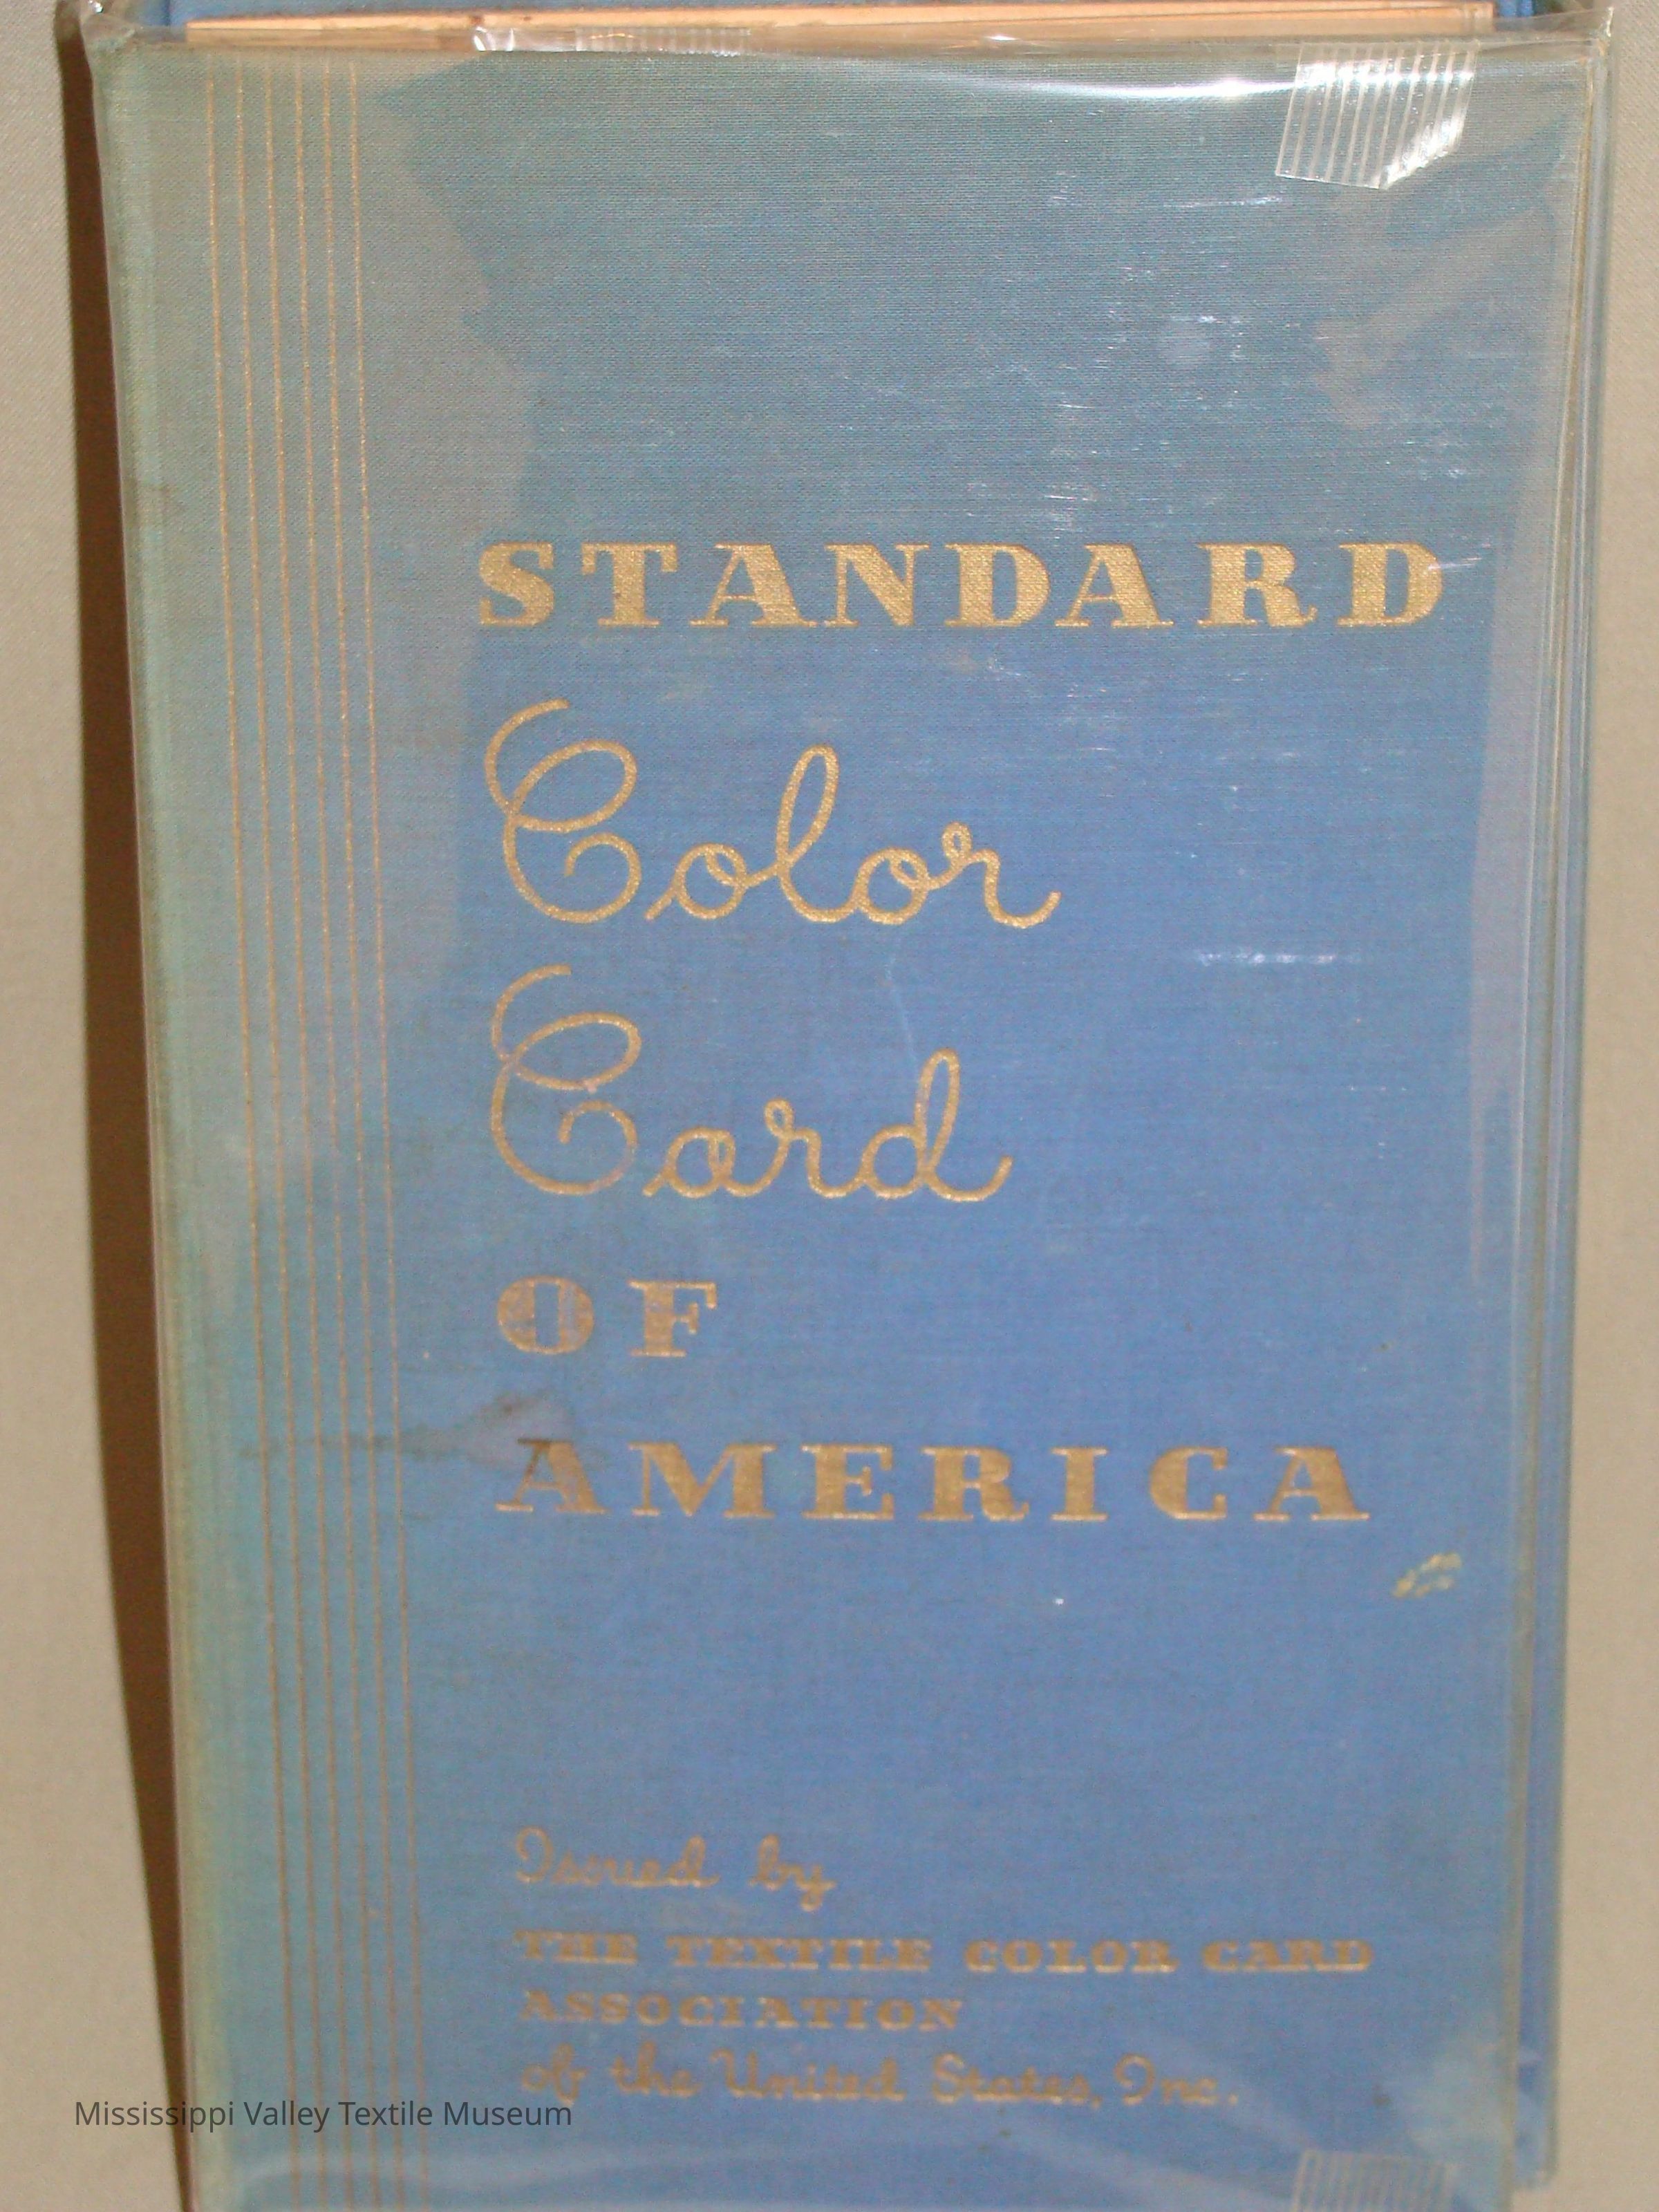 STANDARD
Color
Card
OF
AMERICA
Issued by
THE TEXTILE COLOR CARD
ASSOCIATION
of the United States, Inc.
Mississippi Valley Textile Museum